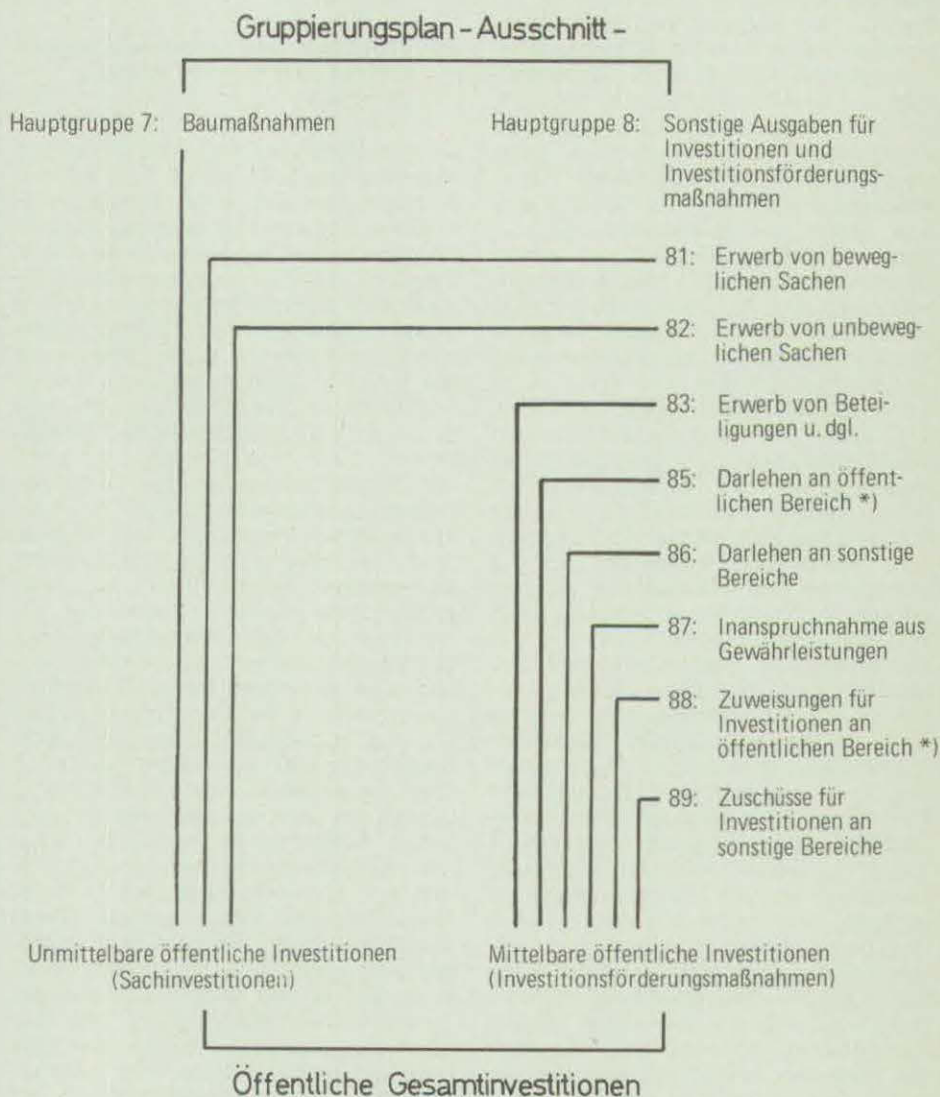 Gruppierungsplan - Ausschnitt -
Hauptgruppe 7: Baumaßnahmen
Hauptgruppe 8: Sonstige Ausgaben für
Investitionen und
Investitionsförderungs-
maßnahmen
81: Erwerb von beweg-
lichen Sachen
82: Erwerb von unbeweg-
lichen Sachen
83: Erwerb von Betei-
ligungen u. dgl.
85: Darlehen an öffent-
lichen Bereich *)
86: Darlehen an sonstige
Bereiche
87: Inanspruchnahme aus
Gewährleistungen
88: Zuweisungen für
Investitionen an
öffentlichen Bereich *)
89: Zuschüsse für
Investitionen an
sonstige Bereiche
Unmittelbare öffentliche Investitionen
(Sachinvestitionen)
Mittelbare öffentliche Investitionen
(Investitionsförderungsmaßnahmen)
Öffentliche Gesamtinvestitionen